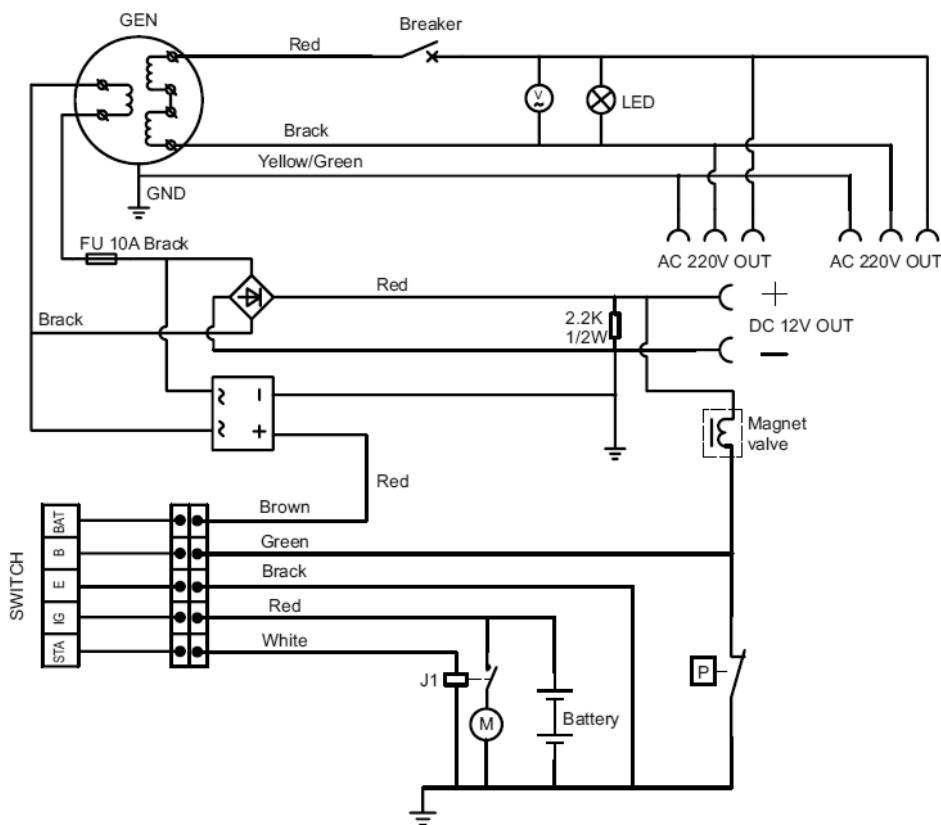 GEN
Breaker
Red
V
~
LED
Brack
Yellow/Green
GND
FU 10A Brack
AC 220V OUT
AC 220V OUT
Red
+
2.2K
1/2W
DC 12V OUT
Brack
−
~ −
~ +
Magnet
valve
Red
SWITCH
BAT
Brown
B
Green
E
Brack
IG
Red
STA
White
J1
P
M
Battery